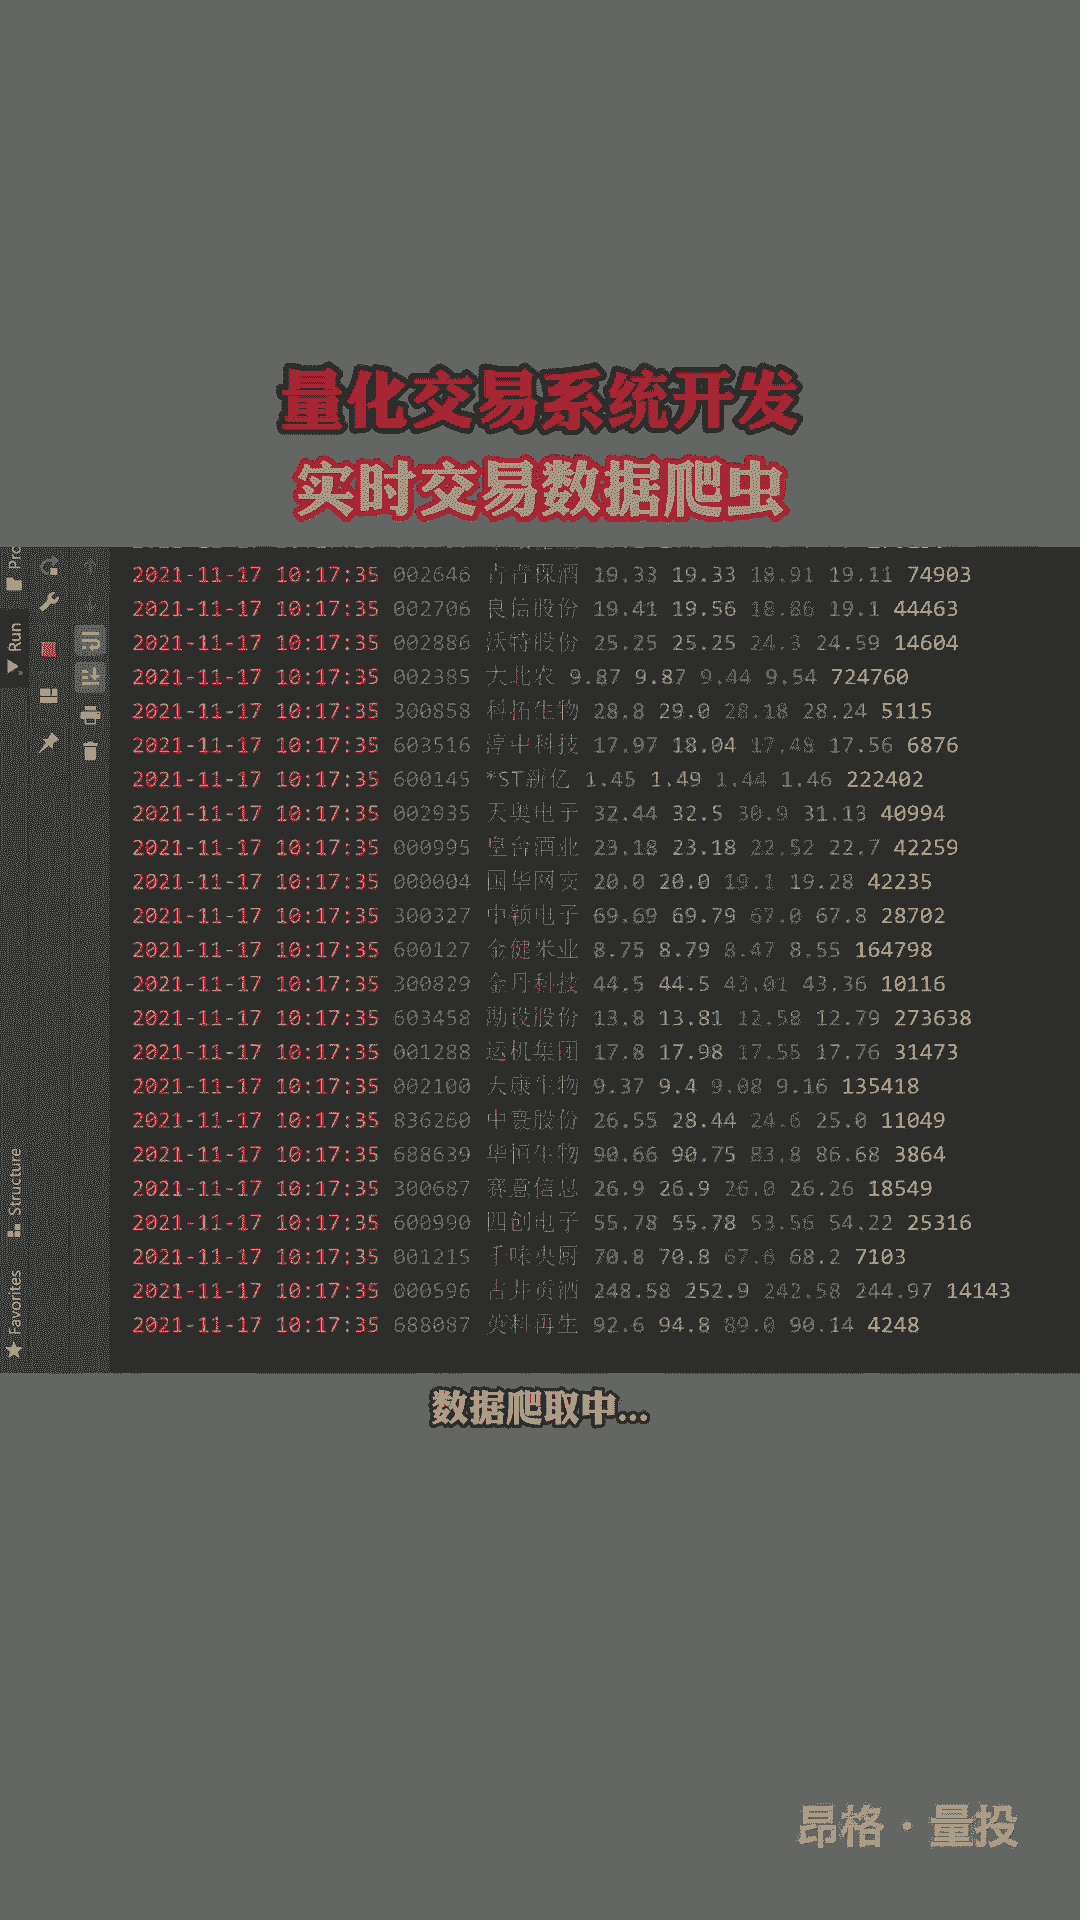 量化交易系统开发
实时交易数据爬虫
Pro
Run
Structure
Favorites
2021-11-17 10:17:35 002646 青青稞酒 19.33 19.33 18.91 19.11 74903
2021-11-17 10:17:35 002706 良信股份 19.41 19.56 18.86 19.1 44463
2021-11-17 10:17:35 002886 沃特股份 25.25 25.25 24.3 24.59 14604
2021-11-17 10:17:35 002385 大北农 9.87 9.87 9.44 9.54 724760
2021-11-17 10:17:35 300858 科拓生物 28.8 29.0 28.18 28.24 5115
2021-11-17 10:17:35 603516 淳中科技 17.97 18.04 17.48 17.56 6876
2021-11-17 10:17:35 600145 *ST新亿 1.45 1.49 1.44 1.46 222402
2021-11-17 10:17:35 002935 天奥电子 32.44 32.5 30.9 31.13 40994
2021-11-17 10:17:35 000995 皇台酒业 23.18 23.18 22.52 22.7 42259
2021-11-17 10:17:35 000004 国华网安 20.0 20.0 19.1 19.28 42235
2021-11-17 10:17:35 300327 中颖电子 69.69 69.79 67.0 67.8 28702
2021-11-17 10:17:35 600127 金健米业 8.75 8.79 8.47 8.55 164798
2021-11-17 10:17:35 300829 金丹科技 44.5 44.5 43.01 43.36 10116
2021-11-17 10:17:35 603458 勘设股份 13.8 13.81 12.58 12.79 273638
2021-11-17 10:17:35 001288 运机集团 17.8 17.98 17.55 17.76 31473
2021-11-17 10:17:35 002100 天康生物 9.37 9.4 9.08 9.16 135418
2021-11-17 10:17:35 836260 中寰股份 26.55 28.44 24.6 25.0 11049
2021-11-17 10:17:35 688639 华恒生物 90.66 90.75 83.8 86.68 3864
2021-11-17 10:17:35 300687 赛意信息 26.9 26.9 26.0 26.26 18549
2021-11-17 10:17:35 600990 四创电子 55.78 55.78 53.56 54.22 25316
2021-11-17 10:17:35 001215 千味央厨 70.8 70.8 67.6 68.2 7103
2021-11-17 10:17:35 000596 古井贡酒 248.58 252.9 242.58 244.97 14143
2021-11-17 10:17:35 688087 英科再生 92.6 94.8 89.0 90.14 4248
数据爬取中...
昂格·量投